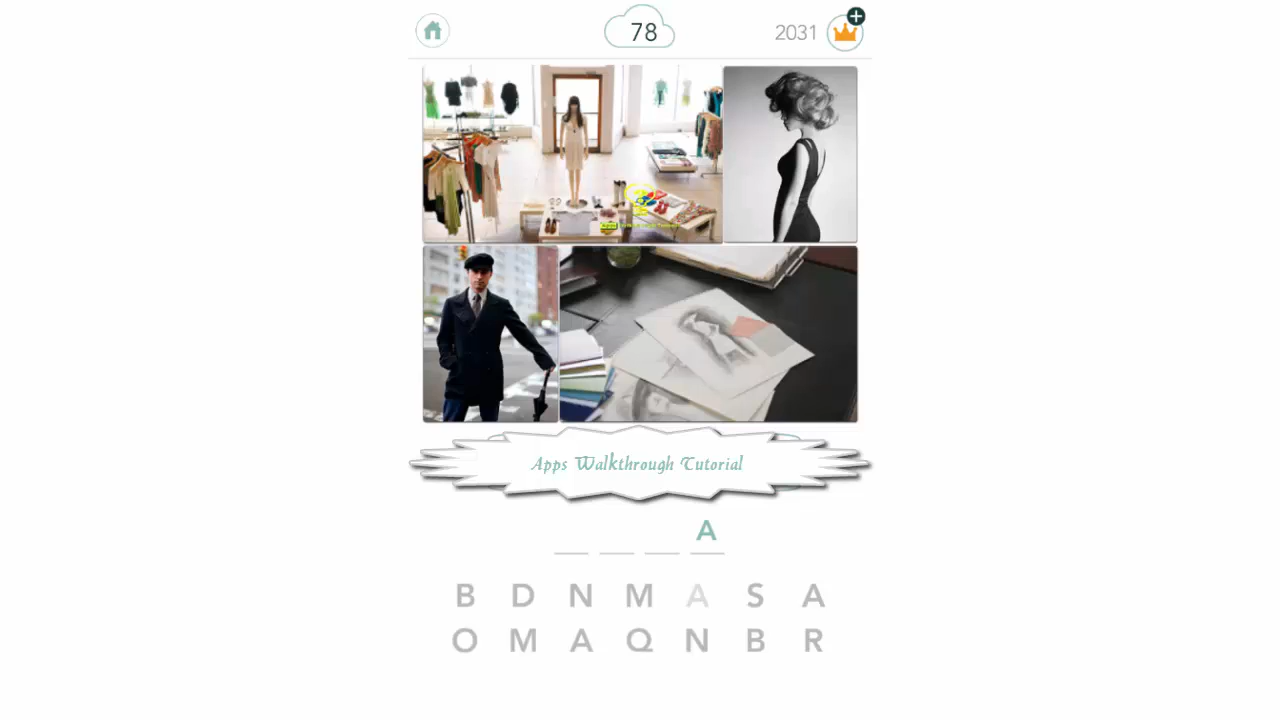 78
2031
Apps Walkthrough Tutorial
A
B D N M A S A
O M A Q N B R